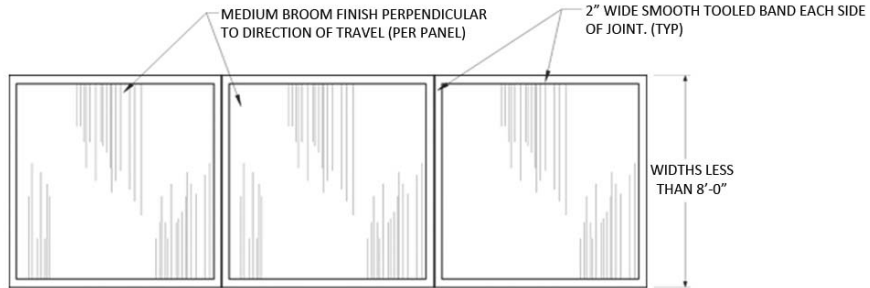 MEDIUM BROOM FINISH PERPENDICULAR
TO DIRECTION OF TRAVEL (PER PANEL)
2” WIDE SMOOTH TOOLED BAND EACH SIDE
OF JOINT. (TYP)
WIDTHS LESS
THAN 8’-0”